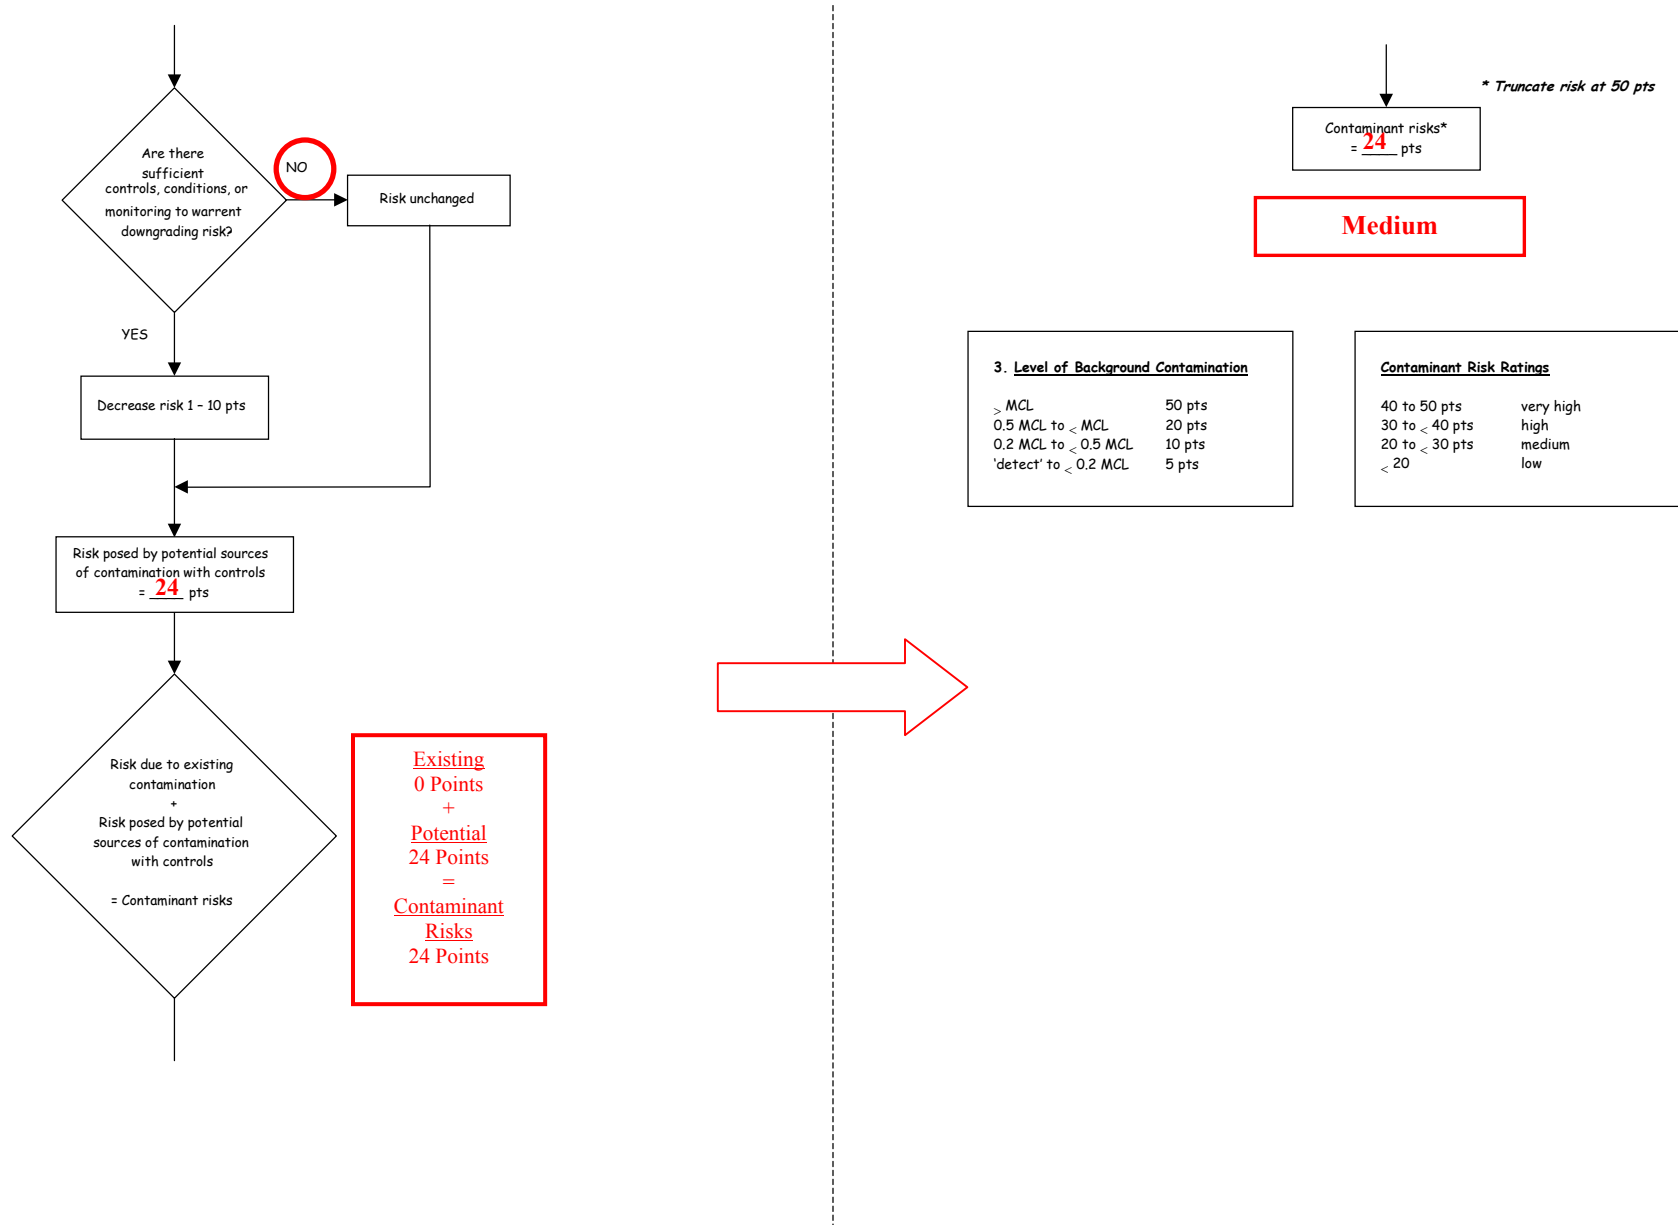 Are there
sufficient
controls, conditions, or
monitoring to warrent
downgrading risk?
NO
Risk unchanged
YES
Decrease risk 1 – 10 pts
Risk posed by potential sources
of contamination with controls
= 24 pts
Risk due to existing
contamination
+
Risk posed by potential
sources of contamination
with controls
= Contaminant risks
Existing
0 Points
+
Potential
24 Points
=
Contaminant
Risks
24 Points
* Truncate risk at 50 pts
Contaminant risks*
= 24 pts
Medium
3. Level of Background Contamination
> MCL 50 pts
0.5 MCL to < MCL 20 pts
0.2 MCL to < 0.5 MCL 10 pts
‘detect’ to < 0.2 MCL 5 pts
Contaminant Risk Ratings
40 to 50 pts very high
30 to < 40 pts high
20 to < 30 pts medium
< 20 low